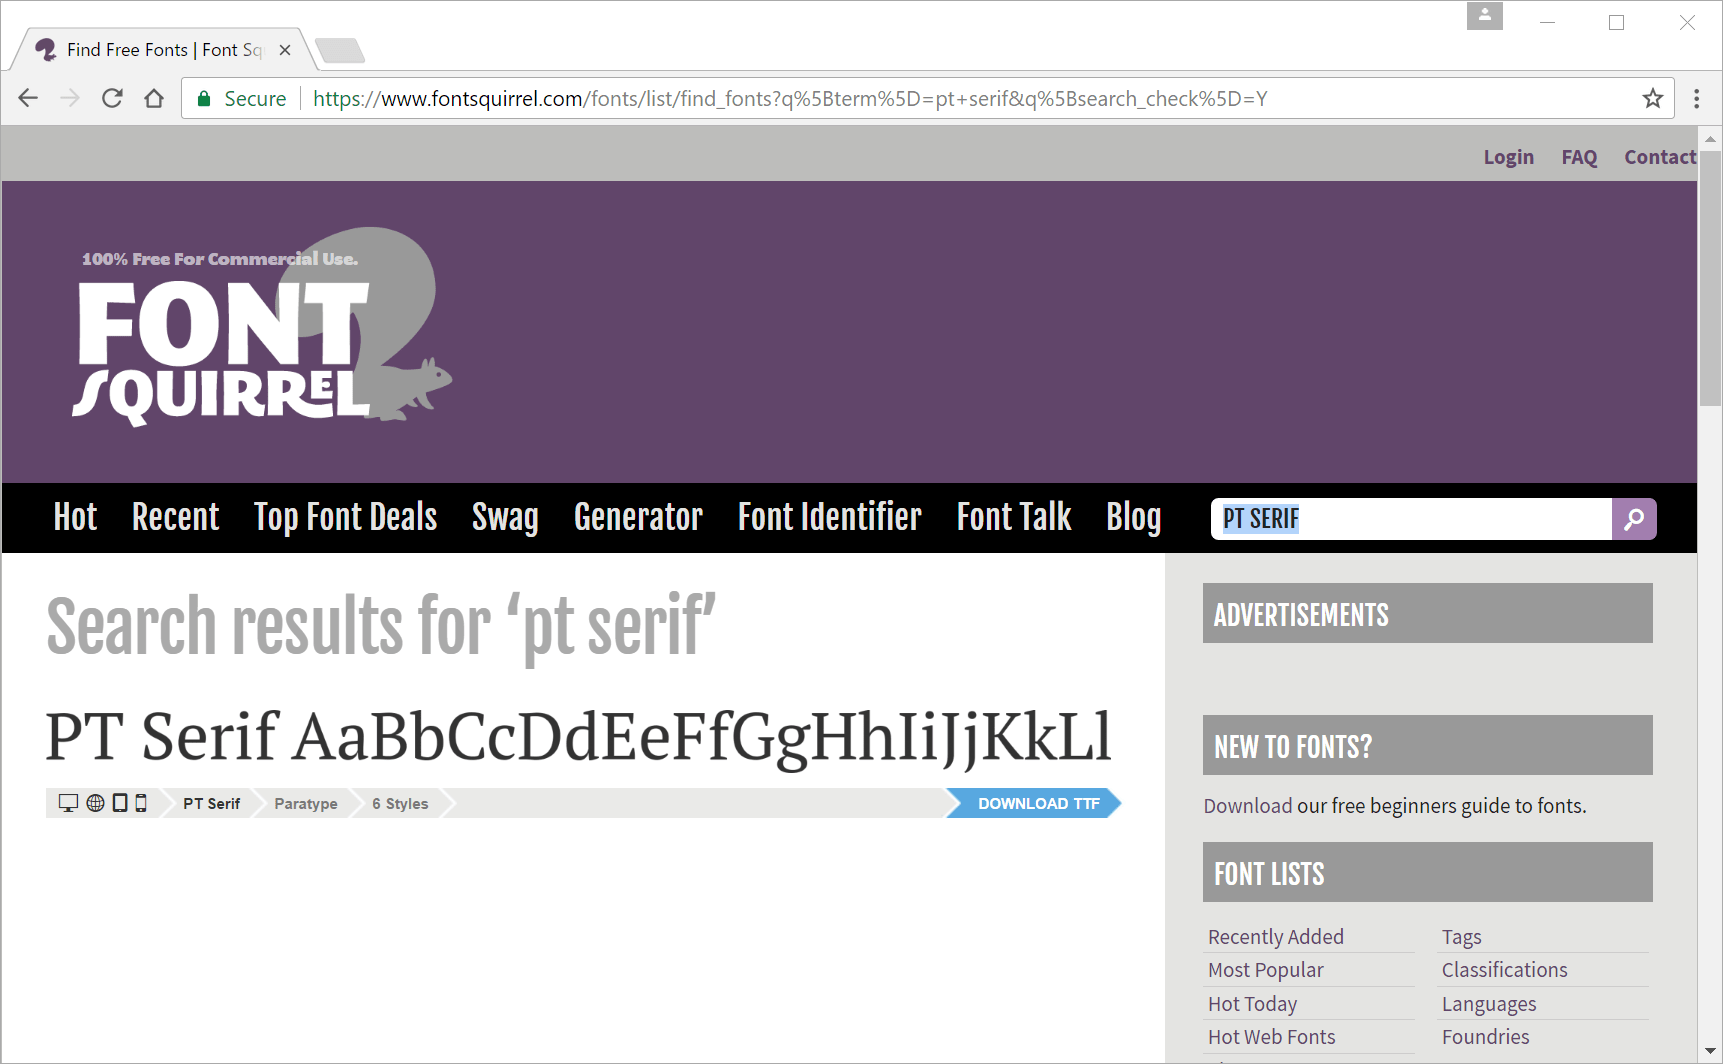 Find Free Fonts | Font Sq
Secure
https://www.fontsquirrel.com/fonts/list/find_fonts?q%5Bterm%5D=pt+serif&q%5Bsearch_check%5D=Y
Login FAQ Contact
100% Free For Commercial Use.
FONT
SQUIRREL
Hot Recent Top Font Deals Swag Generator Font Identifier Font Talk Blog PT SERIF
Search results for ‘pt serif’
PT Serif AaBbCcDdEeFfGgHhIiJjKkLl
PT Serif Paratype 6 Styles DOWNLOAD TTF
ADVERTISEMENTS
NEW TO FONTS?
Download our free beginners guide to fonts.
FONT LISTS
Recently Added Tags
Most Popular Classifications
Hot Today Languages
Hot Web Fonts Foundries